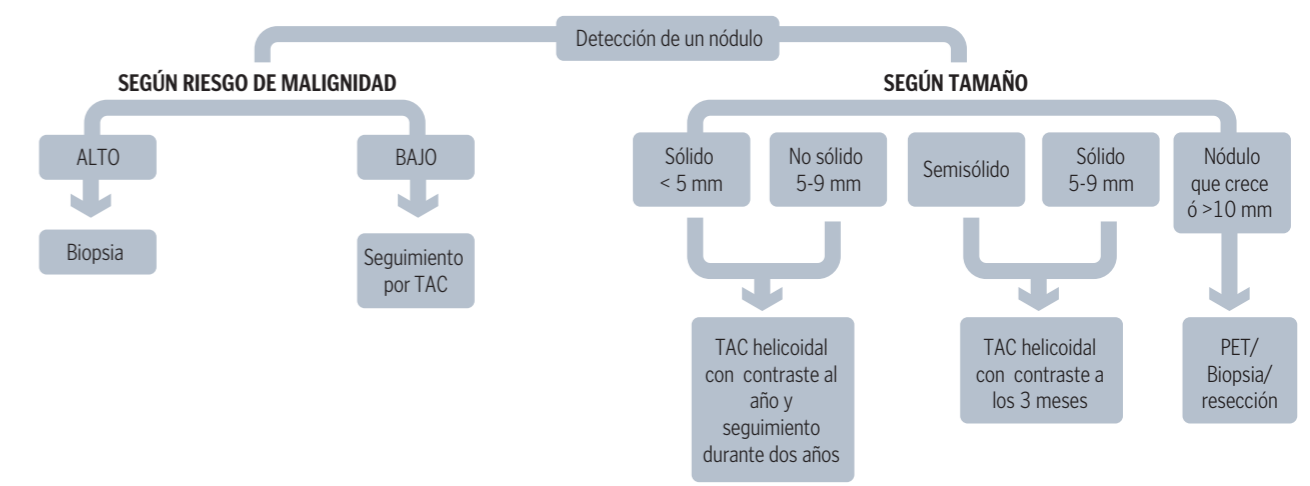 Detección de un nódulo
SEGÚN RIESGO DE MALIGNIDAD
ALTO
Biopsia
BAJO
Seguimiento
por TAC
SEGÚN TAMAÑO
Sólido
< 5 mm
No sólido
5-9 mm
Semisólido
Sólido
5-9 mm
Nódulo
que crece
ó >10 mm
TAC helicoidal
con contraste al
año y
seguimiento
durante dos años
TAC helicoidal
con contraste a
los 3 meses
PET/
Biopsia/
resección